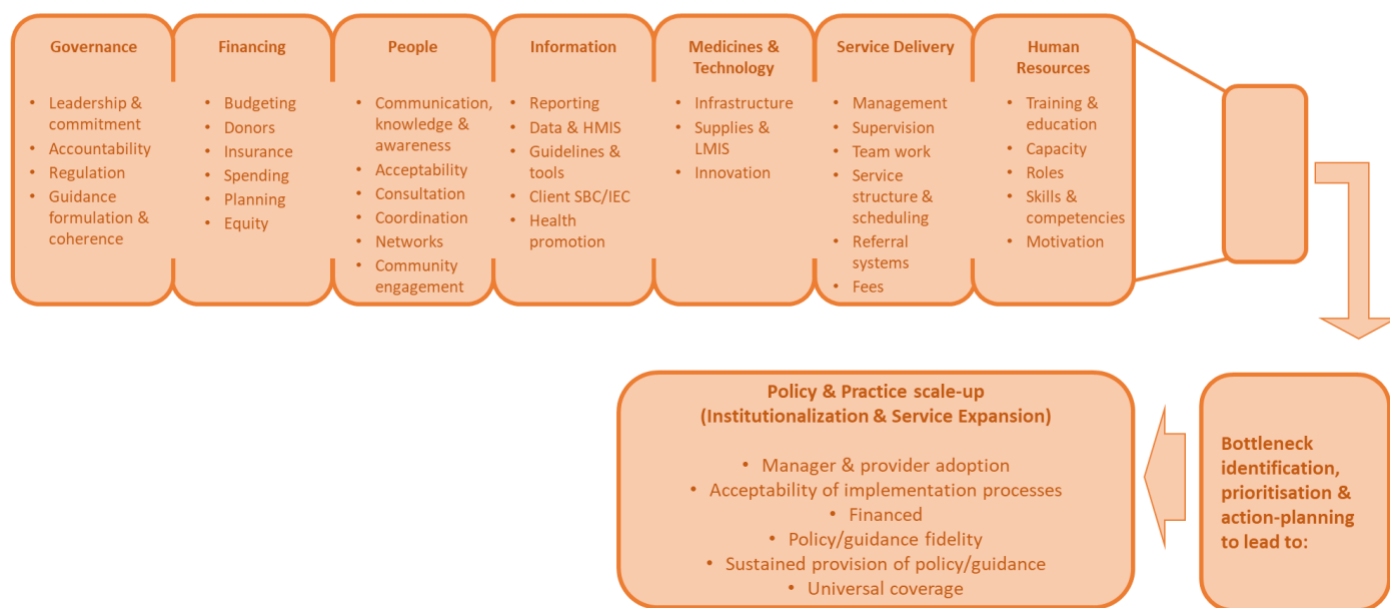 Governance
• Leadership &
commitment
• Accountability
• Regulation
• Guidance
formulation &
coherence
Financing
• Budgeting
• Donors
• Insurance
• Spending
• Planning
• Equity
People
• Communication,
knowledge &
awareness
• Acceptability
• Consultation
• Coordination
• Networks
• Community
engagement
Information
• Reporting
• Data & HMIS
• Guidelines &
tools
• Client SBC/IEC
• Health
promotion
Medicines &
Technology
• Infrastructure
• Supplies &
LMIS
• Innovation
Service Delivery
• Management
• Supervision
• Team work
• Service
structure &
scheduling
• Referral
systems
• Fees
Human
Resources
• Training &
education
• Capacity
• Roles
• Skills &
competencies
• Motivation
Policy & Practice scale-up
(Institutionalization & Service Expansion)
• Manager & provider adoption
• Acceptability of implementation processes
• Financed
• Policy/guidance fidelity
• Sustained provision of policy/guidance
• Universal coverage
Bottleneck
identification,
prioritisation &
action-planning
to lead to: